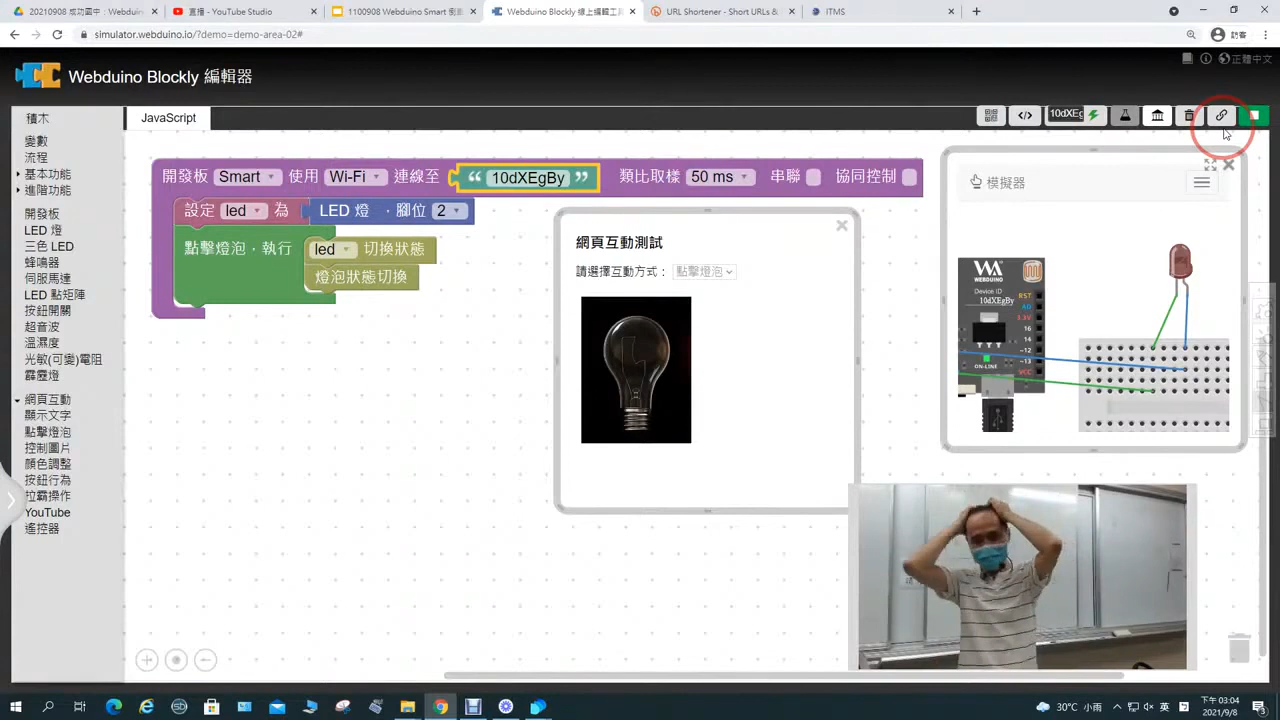 20210908 成功國中：Webduin
直播 - YouTube Studio
1100908 Webduino Smart
Webduino Blockly 線上編輯工具
URL Shortener - Short URLs &
ITMS
simulator.webduino.io/?demo=demo-area-02#
訪客
Webduino Blockly 編輯器
正體中文
積木
JavaScript
10dXEg
變數
流程
基本功能
進階功能
開發板
LED 燈
三色 LED
蜂鳴器
伺服馬達
LED 點矩陣
按鈕開關
超音波
溫濕度
光敏(可變)電阻
霹靂燈
網頁互動
顯示文字
點擊燈泡
控制圖片
顏色調整
按鈕行為
拉霸操作
YouTube
遙控器
開發板 Smart 使用 Wi-Fi 連線至 “ 10dXEgBy ” 類比取樣 50 ms 串聯 協同控制
設定 led 為 LED 燈 ．腳位 2
點擊燈泡．執行 led 切換狀態
燈泡狀態切換
網頁互動測試
請選擇互動方式： 點擊燈泡
模擬器
WA
WEBDUINO
Device ID
10dXEgBy
RST
A0
3.3V
16
14
12
13
VCC
ON-LINE
30°C 小雨
英
下午 03:04
2021/9/8